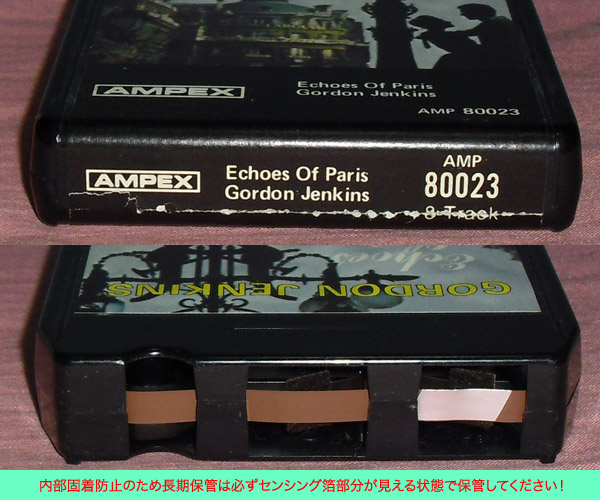 AMPEX
Echoes Of Paris
Gordon Jenkins
AMP 80023
AMPEX
Echoes Of Paris
Gordon Jenkins
AMP
80023
8 Track
Echoes
GORDON JENKINS
内部固着防止のため長期保管は必ずセンシング箔部分が見える状態で保管してください！